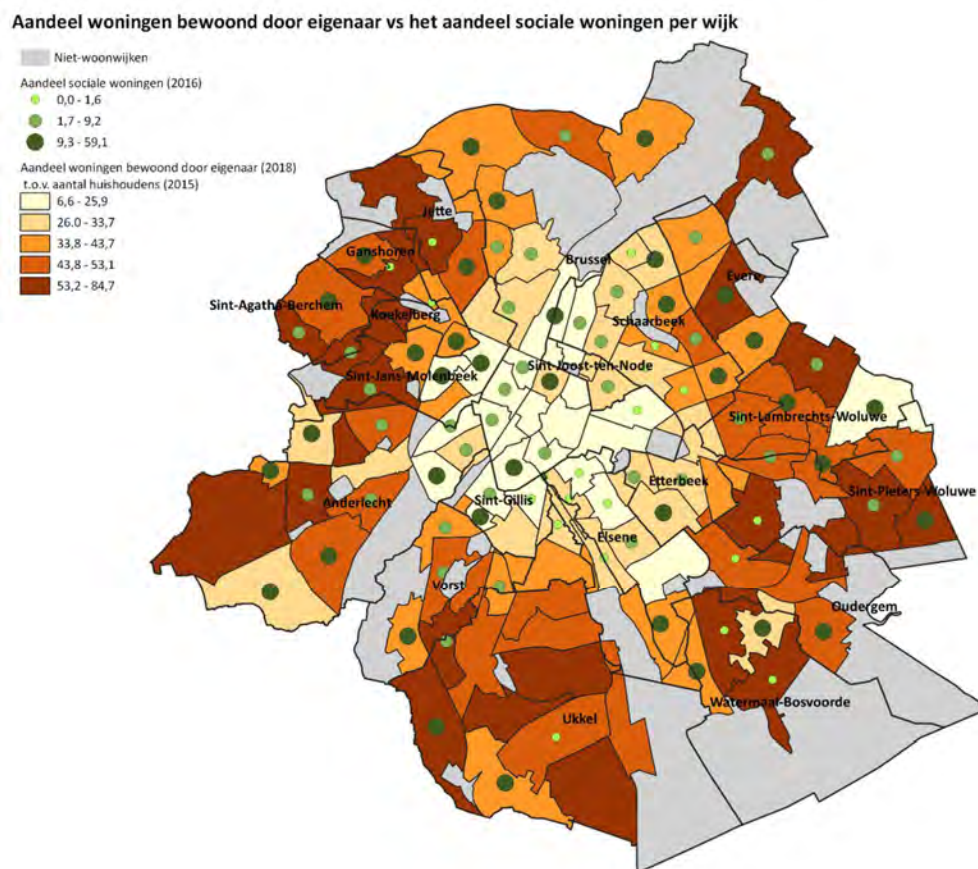 Aandeel woningen bewoond door eigenaar vs het aandeel sociale woningen per wijk
Niet-woonwijken
Aandeel sociale woningen (2016)
0,0 - 1,6
1,7 - 9,2
9,3 - 59,1
Aandeel woningen bewoond door eigenaar (2018)
t.o.v. aantal huishoudens (2015)
6,6 - 25,9
26.0 - 33,7
33,8 - 43,7
43,8 - 53,1
53,2 - 84,7
Jette
Ganshoren
Brussel
Evere
Sint-Agatha-Berchem
Koekelberg
Schaarbeek
Sint-Joost-ten-Node
Sint-Jans-Molenbeek
Sint-Lambrechts-Woluwe
Etterbeek
Sint-Pieters-Woluwe
Anderlecht
Sint-Gillis
Elsene
Vorst
Oudergem
Watermaal-Bosvoorde
Ukkel